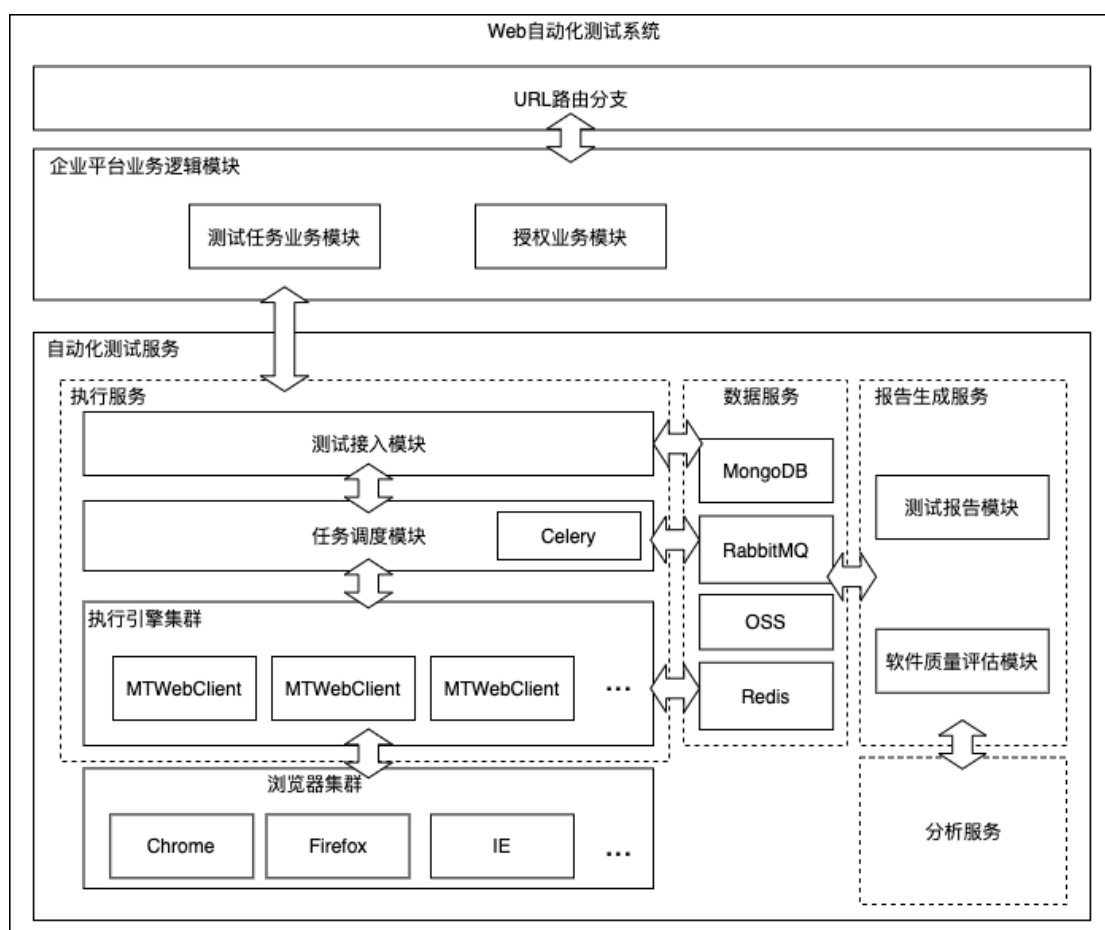 Web自动化测试系统
URL路由分支
企业平台业务逻辑模块
测试任务业务模块
授权业务模块
自动化测试服务
执行服务
测试接入模块
任务调度模块
Celery
执行引擎集群
MTWebClient
MTWebClient
MTWebClient
...
浏览器集群
Chrome
Firefox
IE
...
数据服务
MongoDB
RabbitMQ
OSS
Redis
报告生成服务
测试报告模块
软件质量评估模块
分析服务